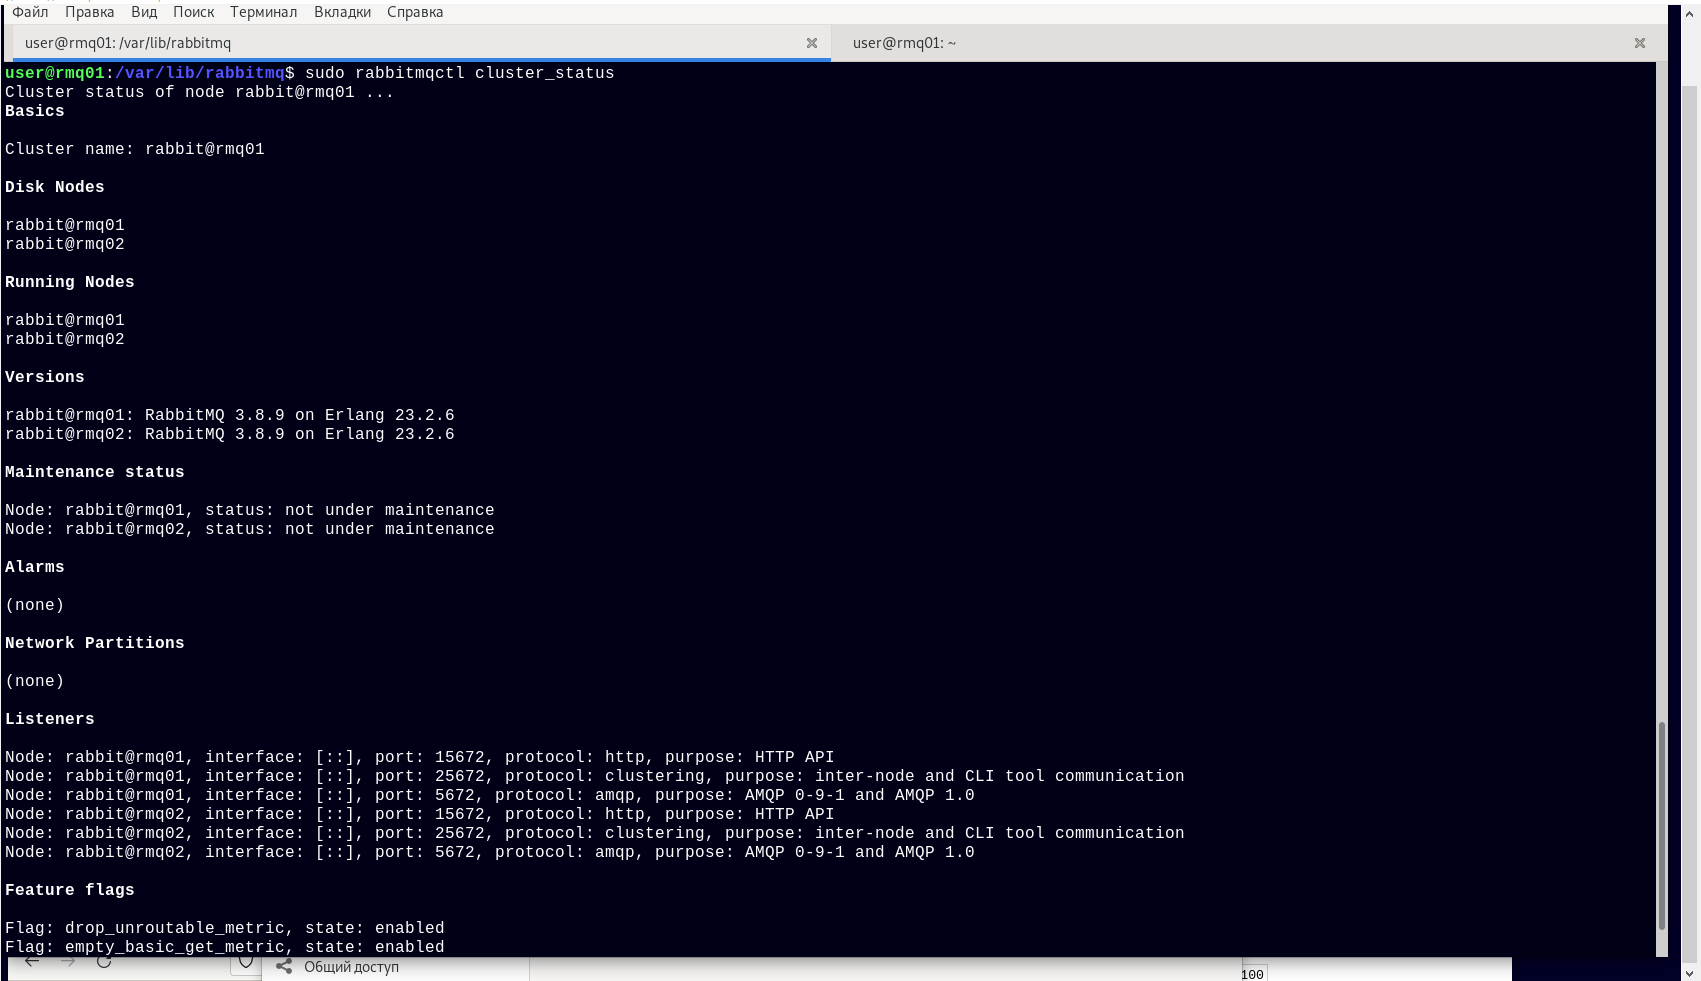 Файл Правка Вид Поиск Терминал Вкладки Справка
user@rmq01: /var/lib/rabbitmq
user@rmq01: ~
user@rmq01:/var/lib/rabbitmq$ sudo rabbitmqctl cluster_status
Cluster status of node rabbit@rmq01 ...
Basics
Cluster name: rabbit@rmq01
Disk Nodes
rabbit@rmq01
rabbit@rmq02
Running Nodes
rabbit@rmq01
rabbit@rmq02
Versions
rabbit@rmq01: RabbitMQ 3.8.9 on Erlang 23.2.6
rabbit@rmq02: RabbitMQ 3.8.9 on Erlang 23.2.6
Maintenance status
Node: rabbit@rmq01, status: not under maintenance
Node: rabbit@rmq02, status: not under maintenance
Alarms
(none)
Network Partitions
(none)
Listeners
Node: rabbit@rmq01, interface: [::], port: 15672, protocol: http, purpose: HTTP API
Node: rabbit@rmq01, interface: [::], port: 25672, protocol: clustering, purpose: inter-node and CLI tool communication
Node: rabbit@rmq01, interface: [::], port: 5672, protocol: amqp, purpose: AMQP 0-9-1 and AMQP 1.0
Node: rabbit@rmq02, interface: [::], port: 15672, protocol: http, purpose: HTTP API
Node: rabbit@rmq02, interface: [::], port: 25672, protocol: clustering, purpose: inter-node and CLI tool communication
Node: rabbit@rmq02, interface: [::], port: 5672, protocol: amqp, purpose: AMQP 0-9-1 and AMQP 1.0
Feature flags
Flag: drop_unroutable_metric, state: enabled
Flag: empty_basic_get_metric, state: enabled
Общий доступ
100